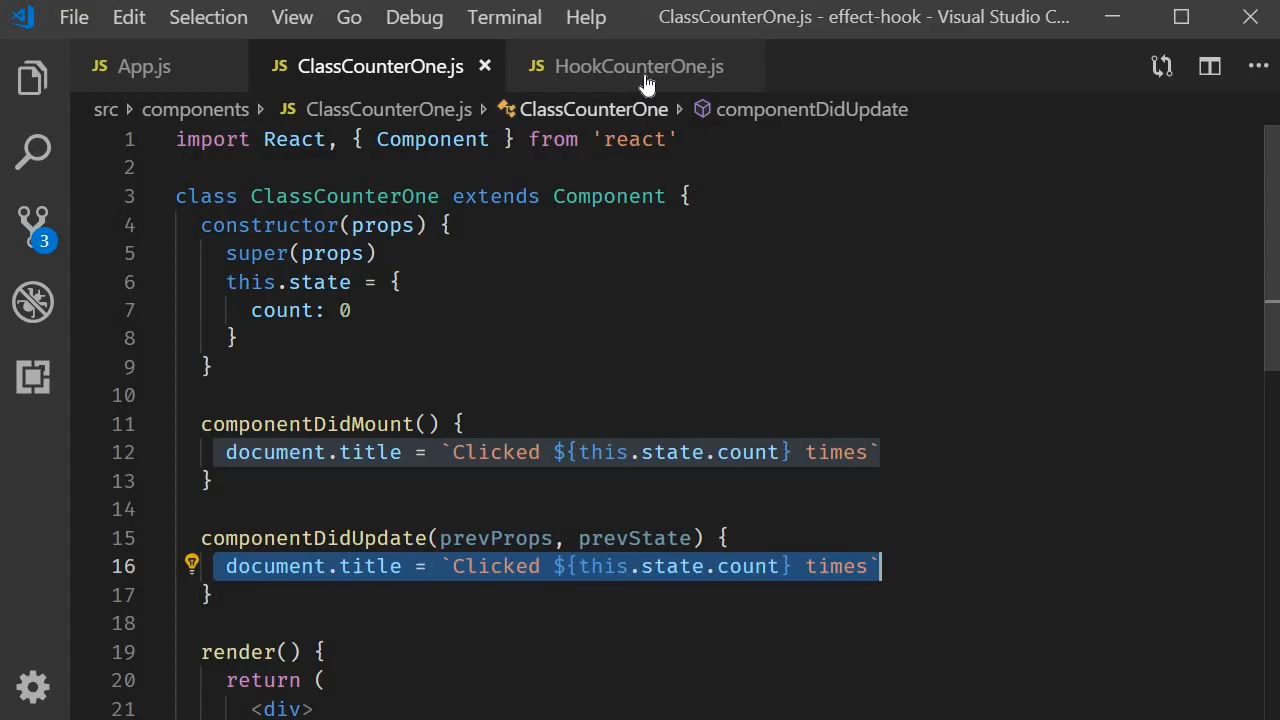 File Edit Selection View Go Debug Terminal Help ClassCounterOne.js - effect-hook - Visual Studio C...
JS App.js JS ClassCounterOne.js × JS HookCounterOne.js
src › components › JS ClassCounterOne.js › ClassCounterOne › componentDidUpdate
1 import React, { Component } from 'react'
2
3 class ClassCounterOne extends Component {
4 constructor(props) {
5 super(props)
6 this.state = {
7 count: 0
8 }
9 }
10
11 componentDidMount() {
12 document.title = `Clicked ${this.state.count} times`
13 }
14
15 componentDidUpdate(prevProps, prevState) {
16 document.title = `Clicked ${this.state.count} times`
17 }
18
19 render() {
20 return (
21 <div>
3